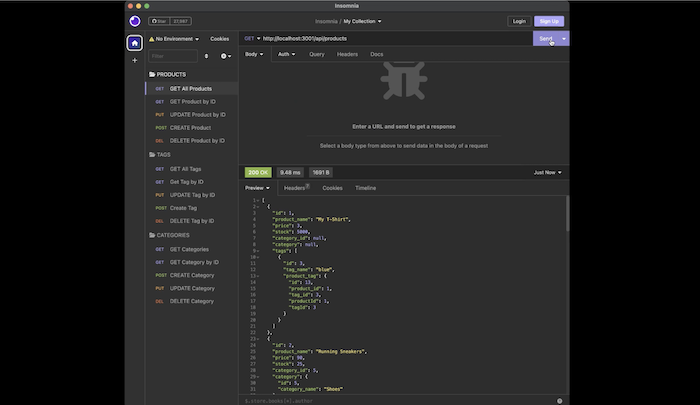 Insomnia
Star 27,887
Insomnia / My Collection
Login
Sign Up
No Environment
Cookies
GET http://localhost:3001/api/products
Send
Filter
Body
Auth
Query
Headers
Docs
PRODUCTS
GET GET All Products
GET GET Product by ID
PUT UPDATE Product by ID
POST CREATE Product
DEL DELETE Product by ID
TAGS
GET GET All Tags
GET Get Tag by ID
PUT UPDATE Tag by ID
POST Create Tag
DEL DELETE Tag by ID
CATEGORIES
GET GET Categories
GET GET Category by ID
POST CREATE Category
PUT UPDATE Category
DEL DELETE Category
Enter a URL and send to get a response
Select a body type from above to send data in the body of a request
200 OK
9.48 ms
1691 B
Just Now
Preview
Headers 7
Cookies
Timeline
1 [
2 {
3 "id": 1,
4 "product_name": "My T-Shirt",
5 "price": 3,
6 "stock": 5000,
7 "category_id": null,
8 "category": null,
9 "tags": [
10 {
11 "id": 3,
12 "tag_name": "blue",
13 "product_tag": {
14 "id": 13,
15 "product_id": 1,
16 "tag_id": 3,
17 "productId": 1,
18 "tagId": 3
19 }
20 }
21 ]
22 },
23 {
24 "id": 2,
25 "product_name": "Running Sneakers",
26 "price": 90,
27 "stock": 25,
28 "category_id": 5,
29 "category": {
30 "id": 5,
31 "category_name": "Shoes"
$.store.books[*].author